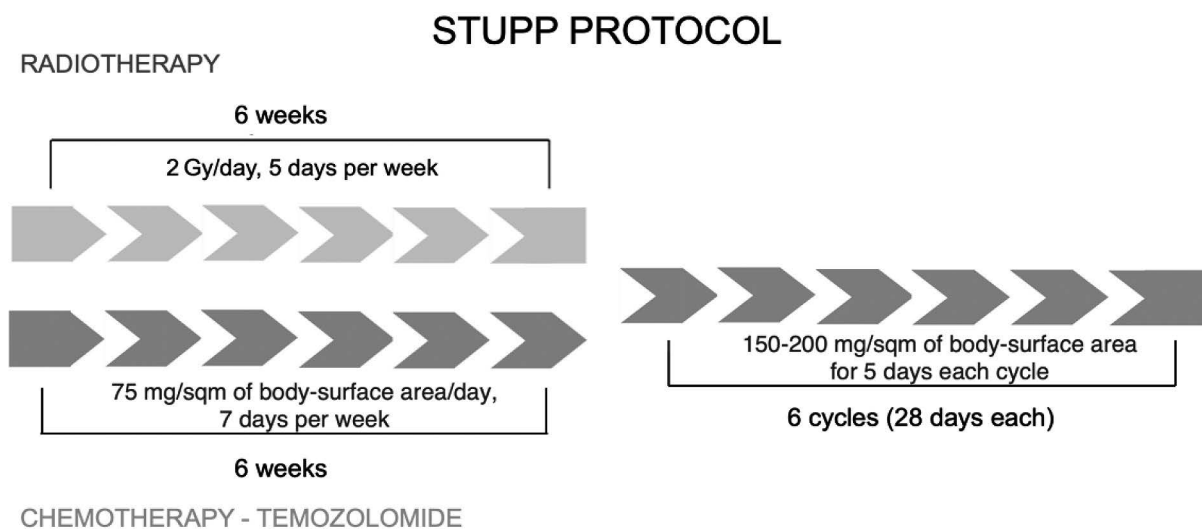 STUPP PROTOCOL
RADIOTHERAPY
6 weeks
2 Gy/day, 5 days per week
75 mg/sqm of body-surface area/day,
7 days per week
6 weeks
150-200 mg/sqm of body-surface area
for 5 days each cycle
6 cycles (28 days each)
CHEMOTHERAPY - TEMOZOLOMIDE